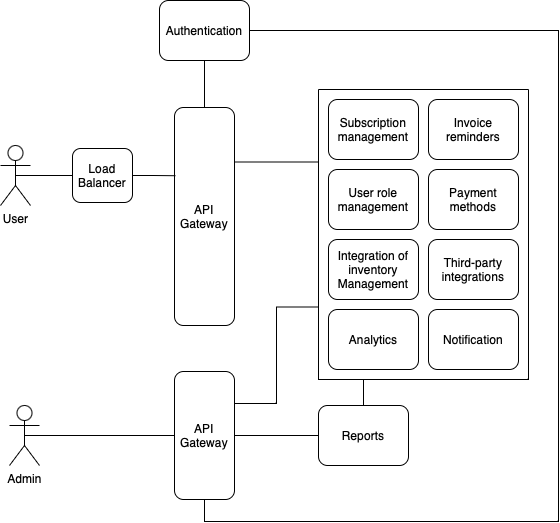 Authentication
Subscription
management
Invoice
reminders
Load
Balancer
User
API
Gateway
User role
management
Payment
methods
Integration of
inventory
Management
Third-party
integrations
Analytics
Notification
API
Gateway
Reports
Admin